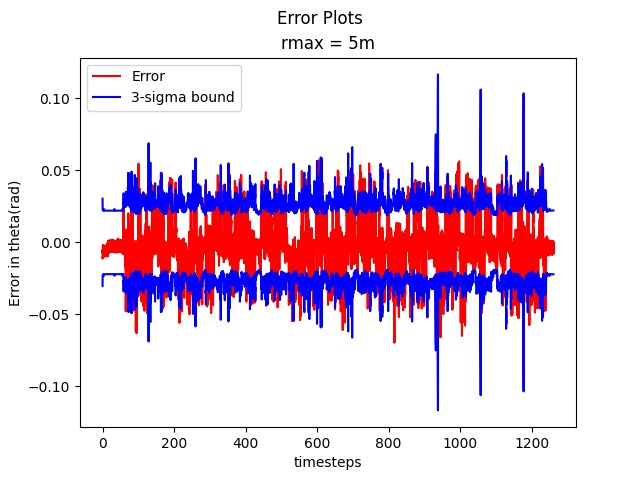 Error Plots
rmax = 5m
Error
3-sigma bound
0.10
0.05
0.00
−0.05
−0.10
Error in theta(rad)
0 200 400 600 800 1000 1200
timesteps